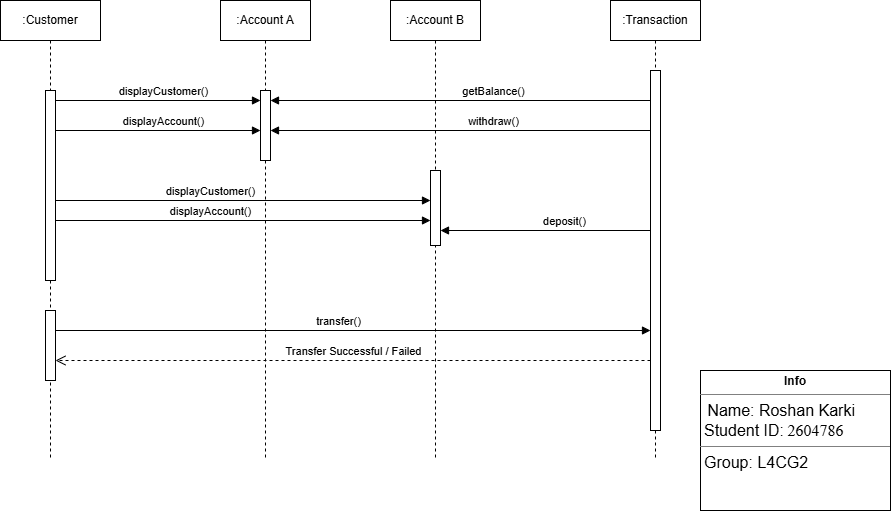 :Customer
:Account A
:Account B
:Transaction
displayCustomer()
getBalance()
displayAccount()
withdraw()
displayCustomer()
displayAccount()
deposit()
transfer()
Transfer Successful / Failed
Info
Name: Roshan Karki
Student ID: 2604786
Group: L4CG2